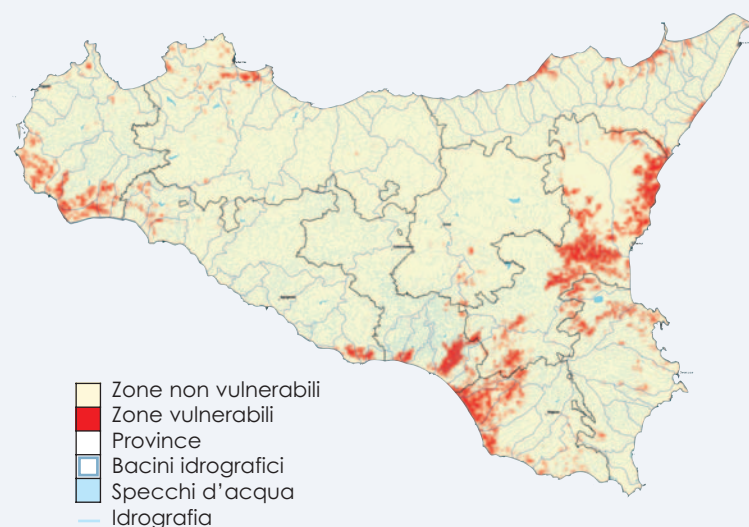 Zone non vulnerabili
Zone vulnerabili
Province
Bacini idrografici
Specchi d'acqua
Idrografia